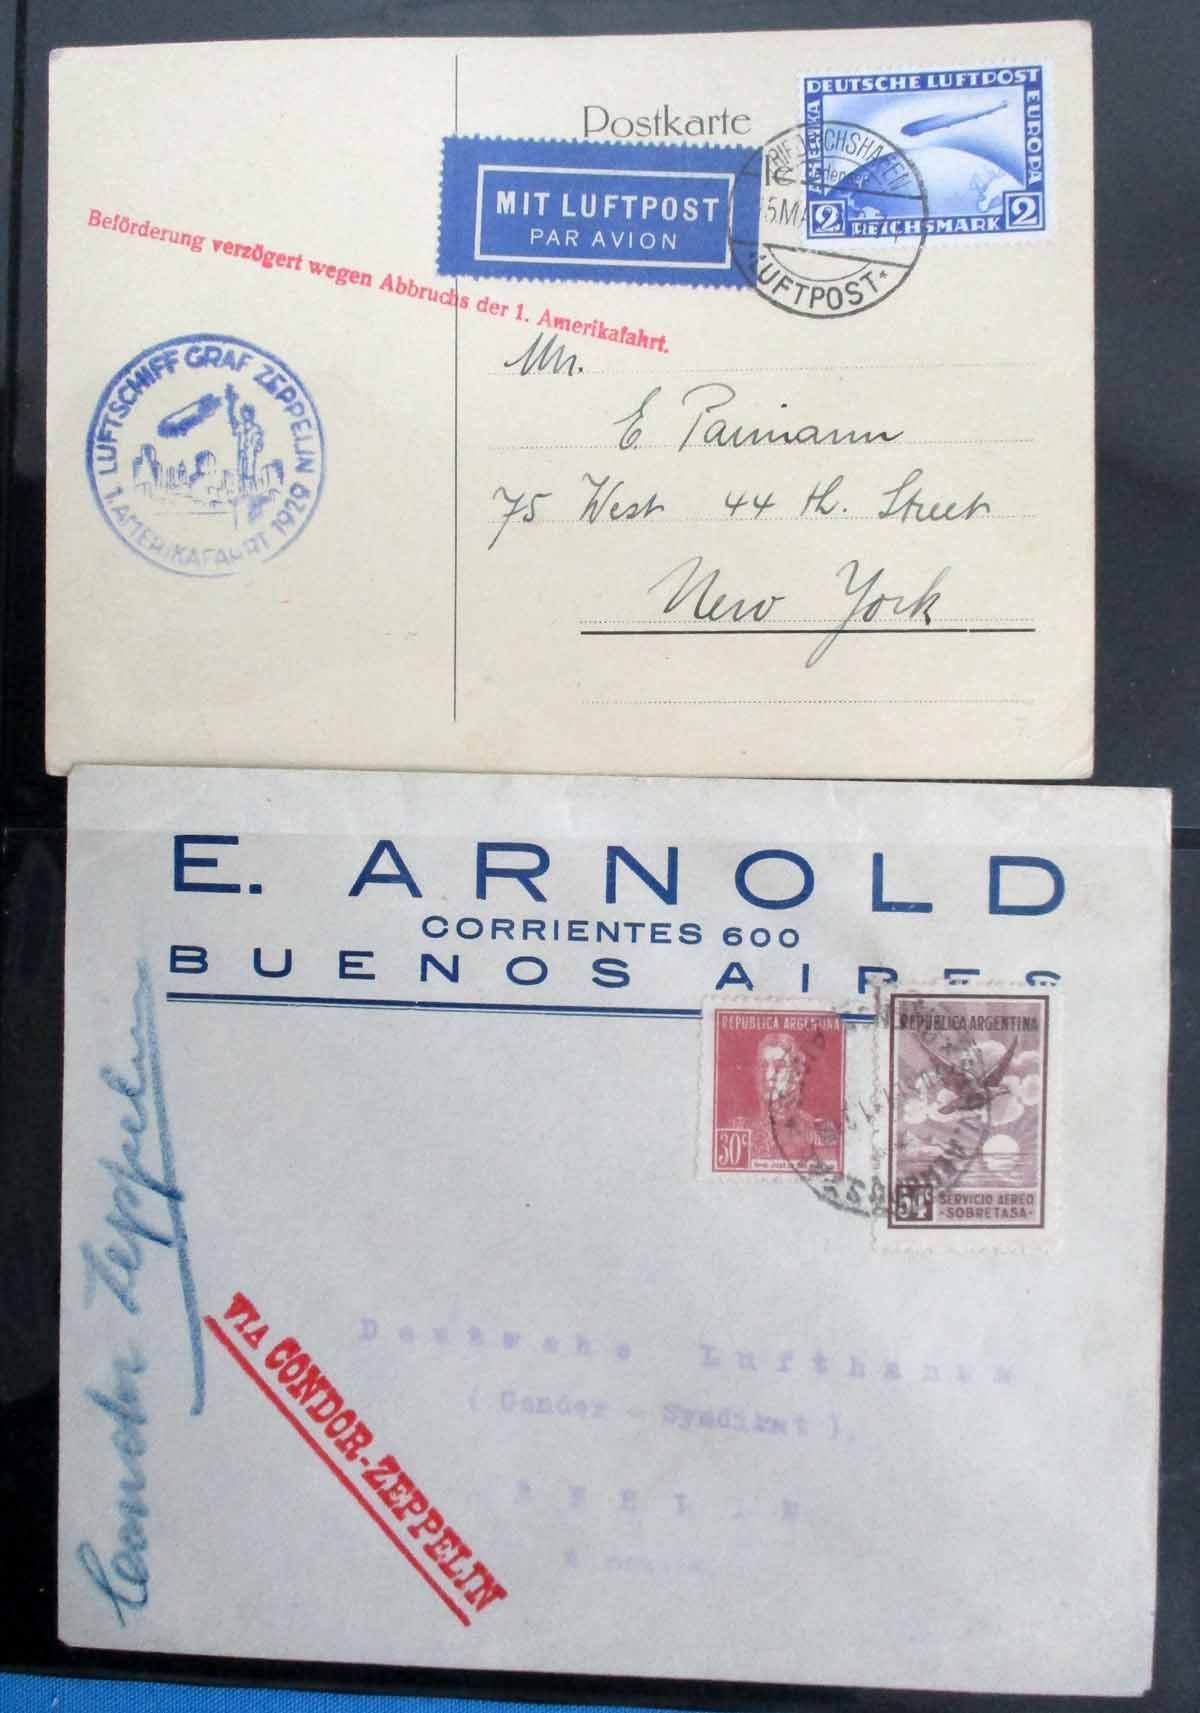 Postkarte
DEUTSCHE LUFTPOST
AMERIKA
EUROPA
2 REICHSMARK 2
FRIEDRICHSHAFEN
LUFTPOST
MIT LUFTPOST
PAR AVION
Beförderung verzögert wegen Abbruchs der 1. Amerikafahrt.
LUFTSCHIFF GRAF ZEPPELIN
1. AMERIKAFAHRT 1929
Mr.
E. Paimann
75 West 44 th. Street
New York
E. ARNOLD
CORRIENTES 600
BUENOS AIRES
REPUBLICA ARGENTINA
30c
REPUBLICA ARGENTINA
54cs SERVICIO AEREO
-SOBRETASA-
Condor Zeppelin
VIA CONDOR-ZEPPELIN
Deutsche Lufthansa
(Condor - Syndikat).
BERLIN